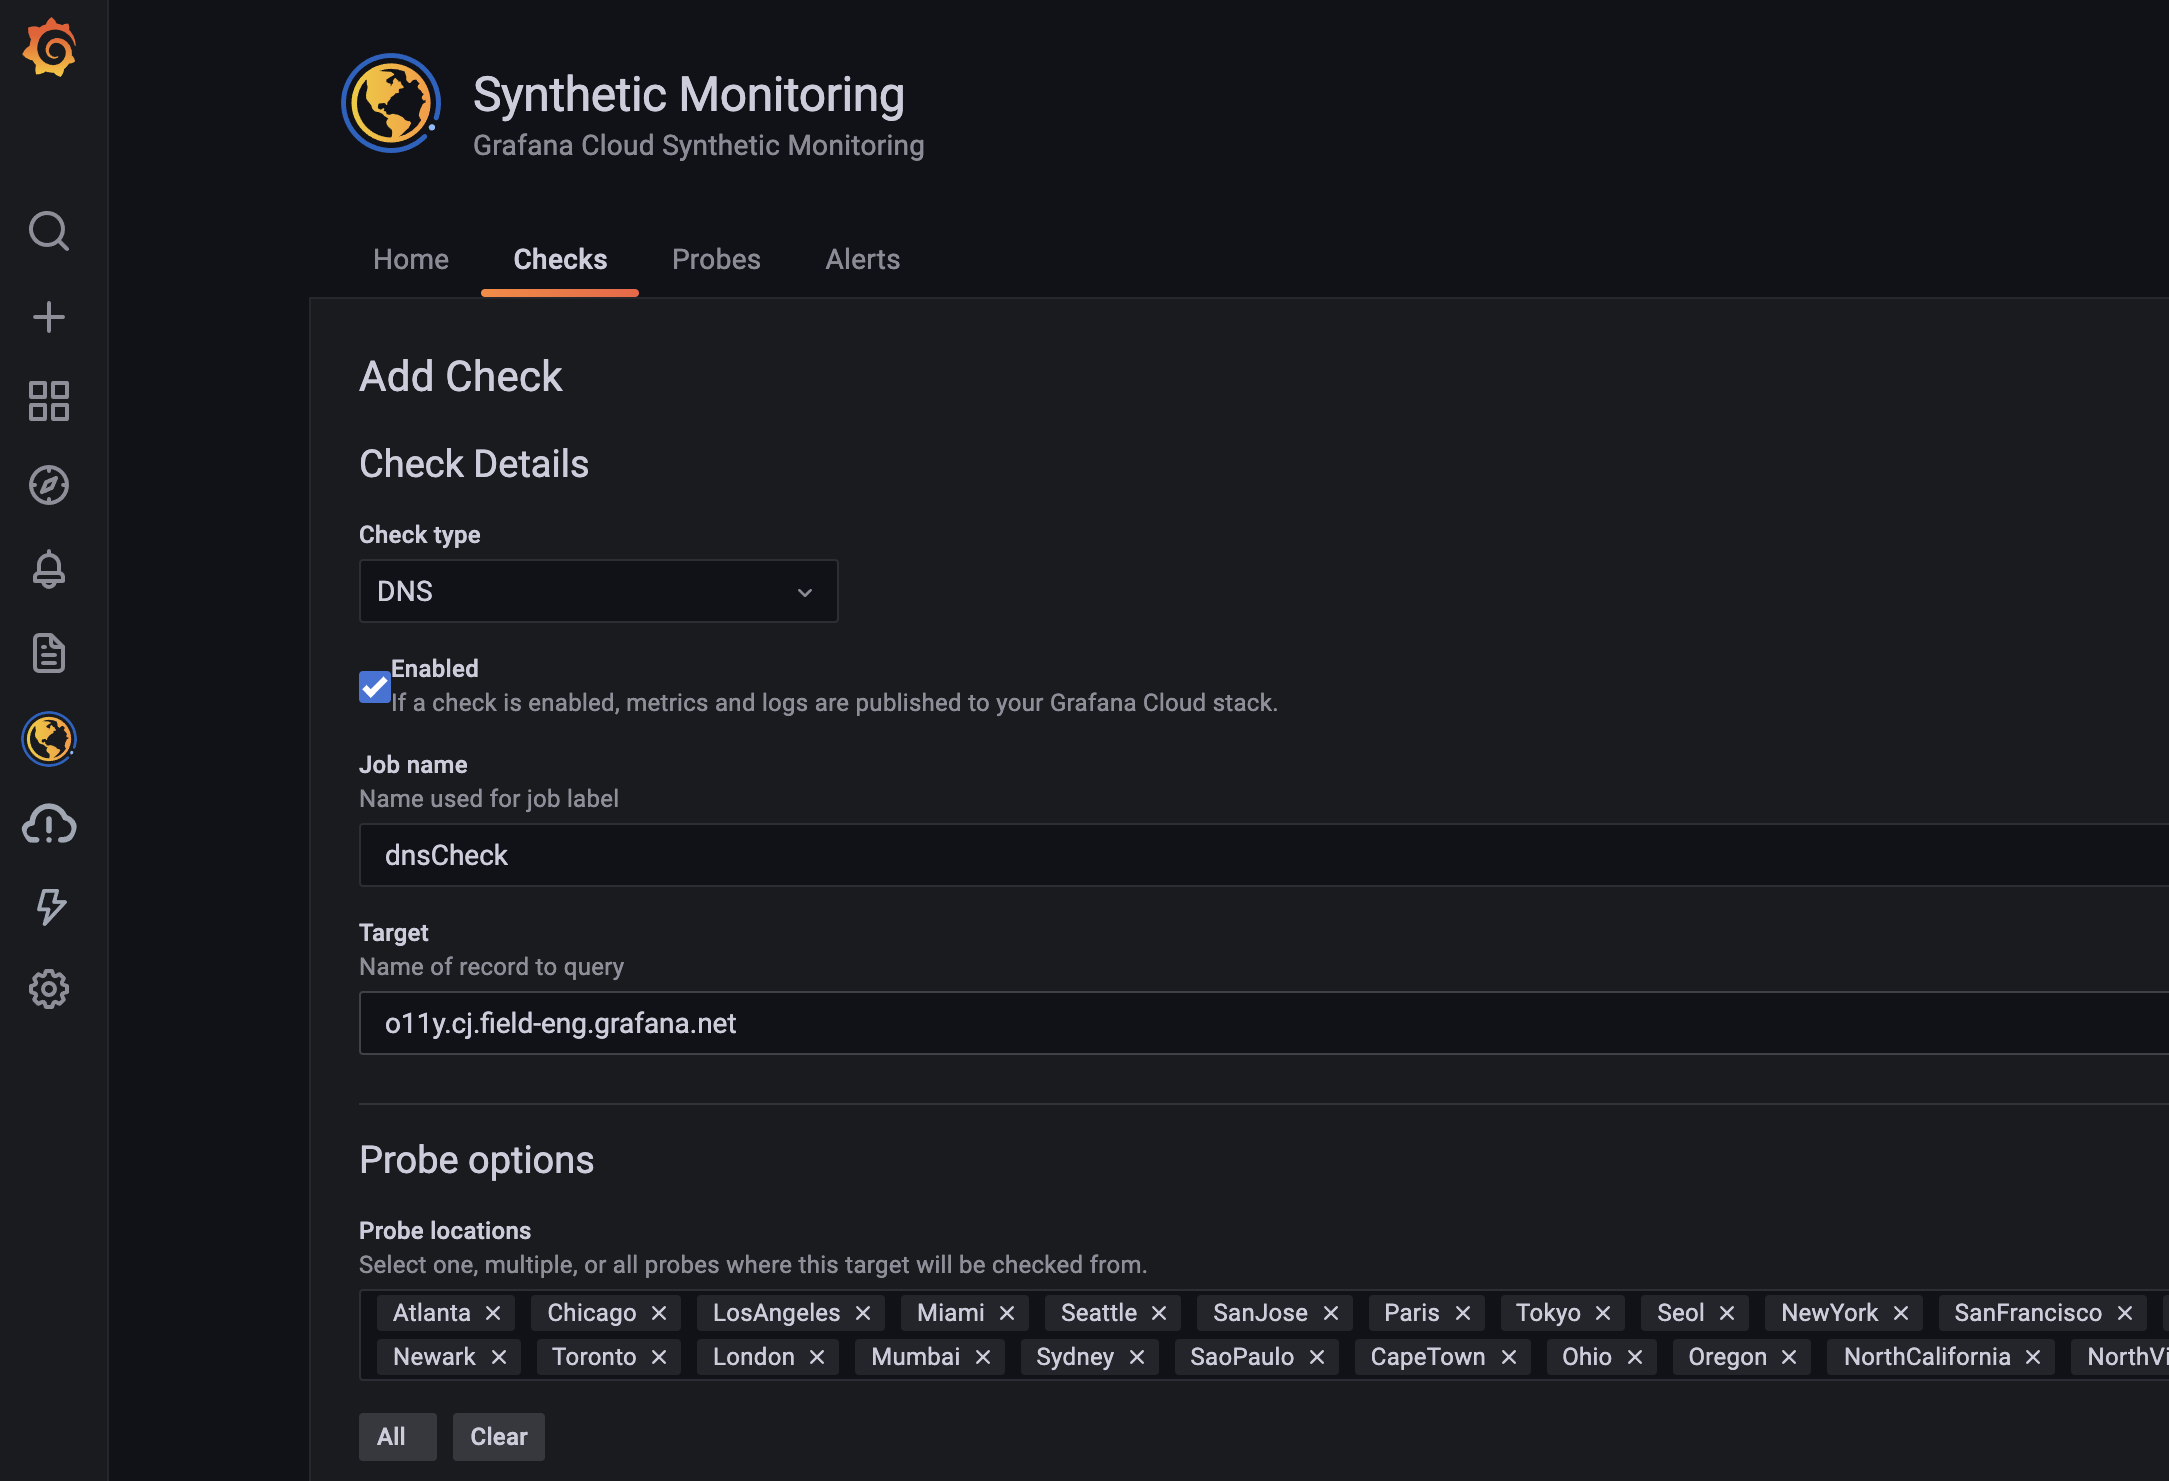 Synthetic Monitoring
Grafana Cloud Synthetic Monitoring
Home Checks Probes Alerts
Add Check
Check Details
Check type
DNS
Enabled
If a check is enabled, metrics and logs are published to your Grafana Cloud stack.
Job name
Name used for job label
dnsCheck
Target
Name of record to query
o11y.cj.field-eng.grafana.net
Probe options
Probe locations
Select one, multiple, or all probes where this target will be checked from.
Atlanta Chicago LosAngeles Miami Seattle SanJose Paris Tokyo Seol NewYork SanFrancisco
Newark Toronto London Mumbai Sydney SaoPaulo CapeTown Ohio Oregon NorthCalifornia
All Clear